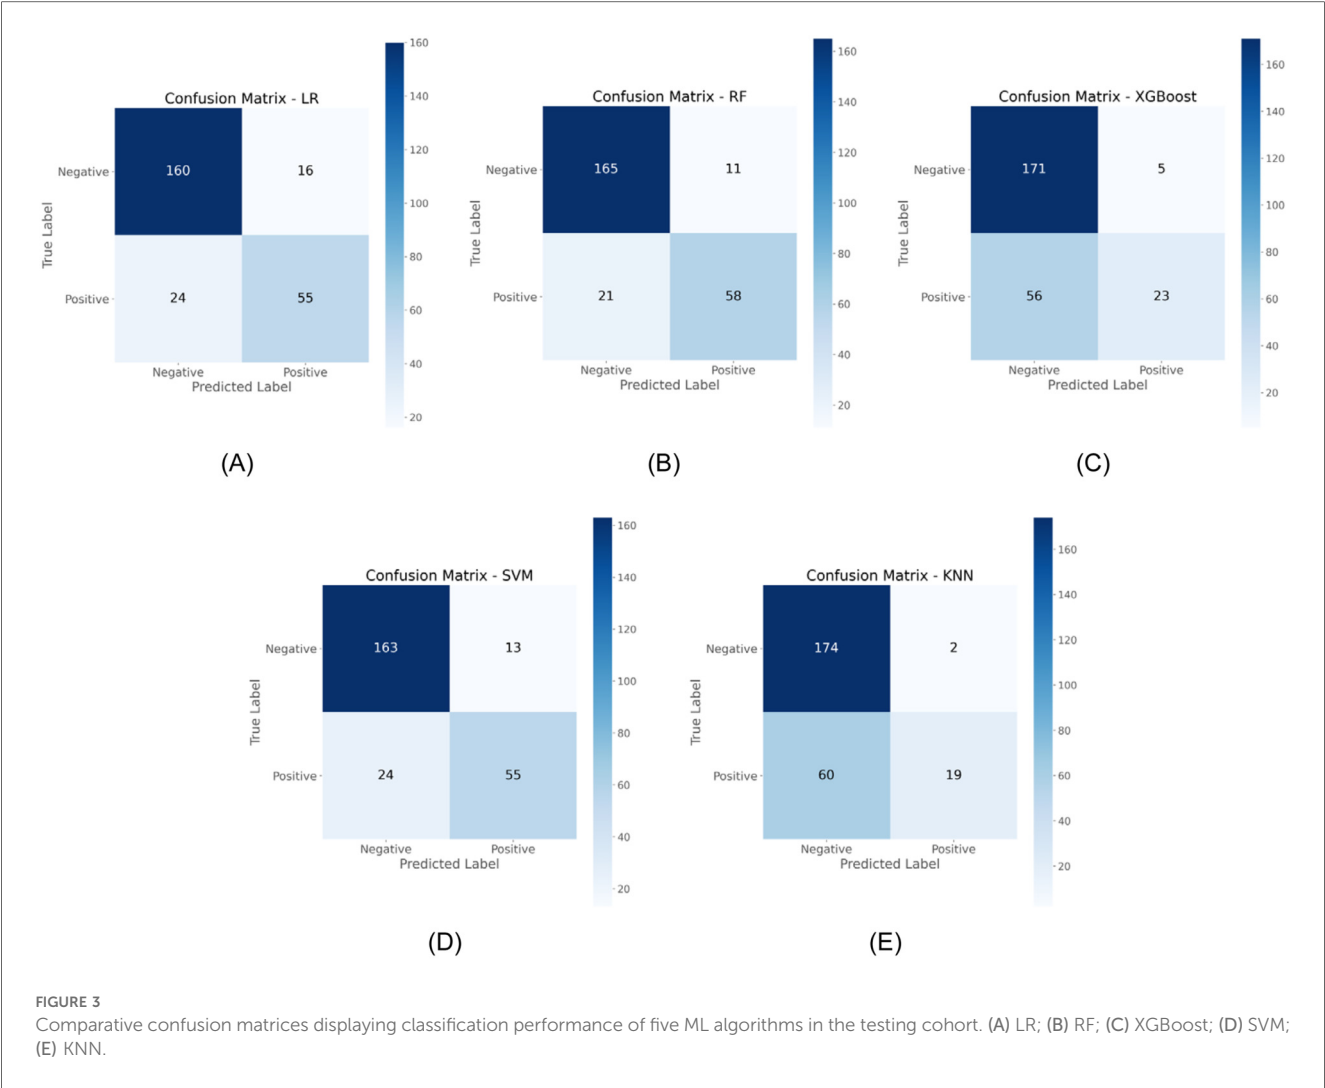 Confusion Matrix - LR
Negative
Positive
True Label
160
16
24
55
Negative
Positive
Predicted Label
160
140
120
100
80
60
40
20
(A)
Confusion Matrix - RF
Negative
Positive
True Label
165
11
21
58
Negative
Positive
Predicted Label
160
140
120
100
80
60
40
20
(B)
Confusion Matrix - XGBoost
Negative
Positive
True Label
171
5
56
23
Negative
Positive
Predicted Label
160
140
120
100
80
60
40
20
(C)
Confusion Matrix - SVM
Negative
Positive
True Label
163
13
24
55
Negative
Positive
Predicted Label
160
140
120
100
80
60
40
20
(D)
Confusion Matrix - KNN
Negative
Positive
True Label
174
2
60
19
Negative
Positive
Predicted Label
160
140
120
100
80
60
40
20
(E)
FIGURE 3
Comparative confusion matrices displaying classification performance of five ML algorithms in the testing cohort. (A) LR; (B) RF; (C) XGBoost; (D) SVM;
(E) KNN.